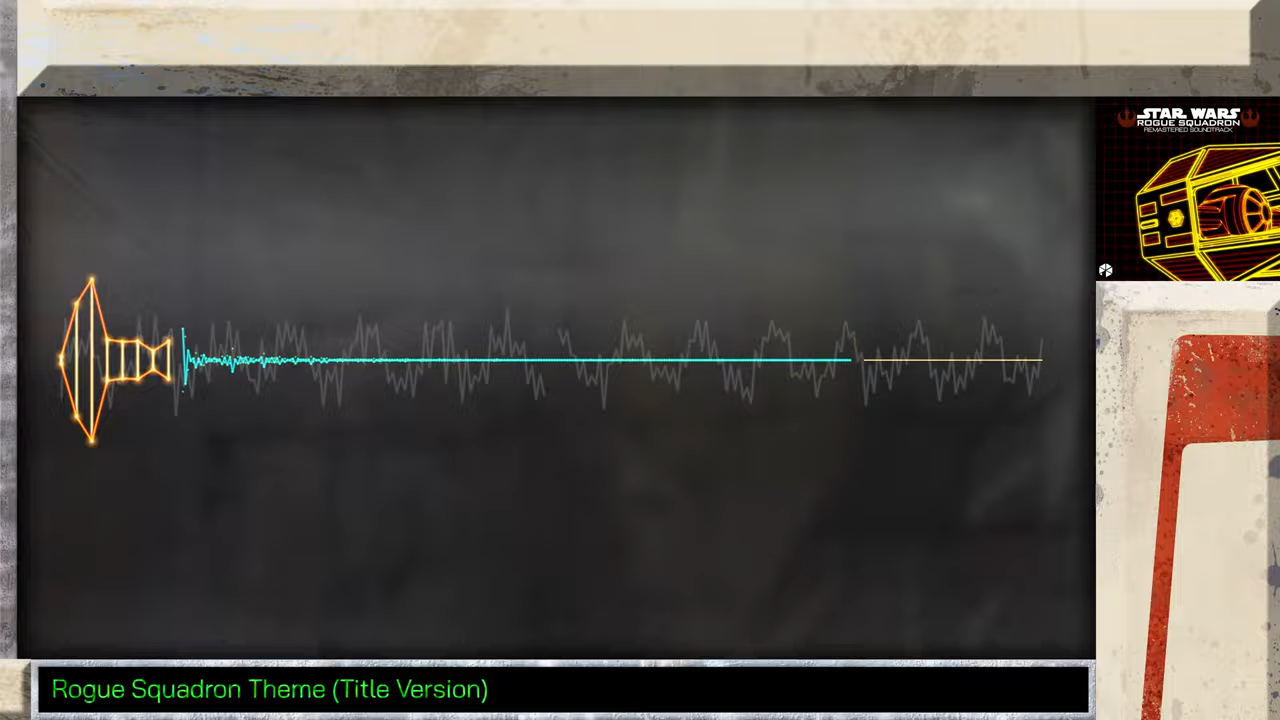 STAR WARS
ROGUE SQUADRON
REMASTERED SOUNDTRACK
Rogue Squadron Theme (Title Version)